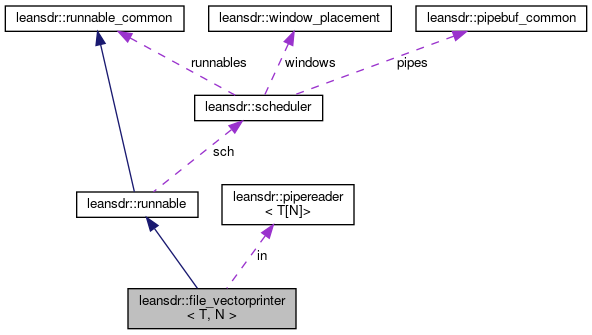 leansdr::runnable_common
leansdr::window_placement
leansdr::pipebuf_common
runnables
windows
pipes
leansdr::scheduler
sch
leansdr::runnable
leansdr::pipereader
< T[N]>
in
leansdr::file_vectorprinter
< T, N >